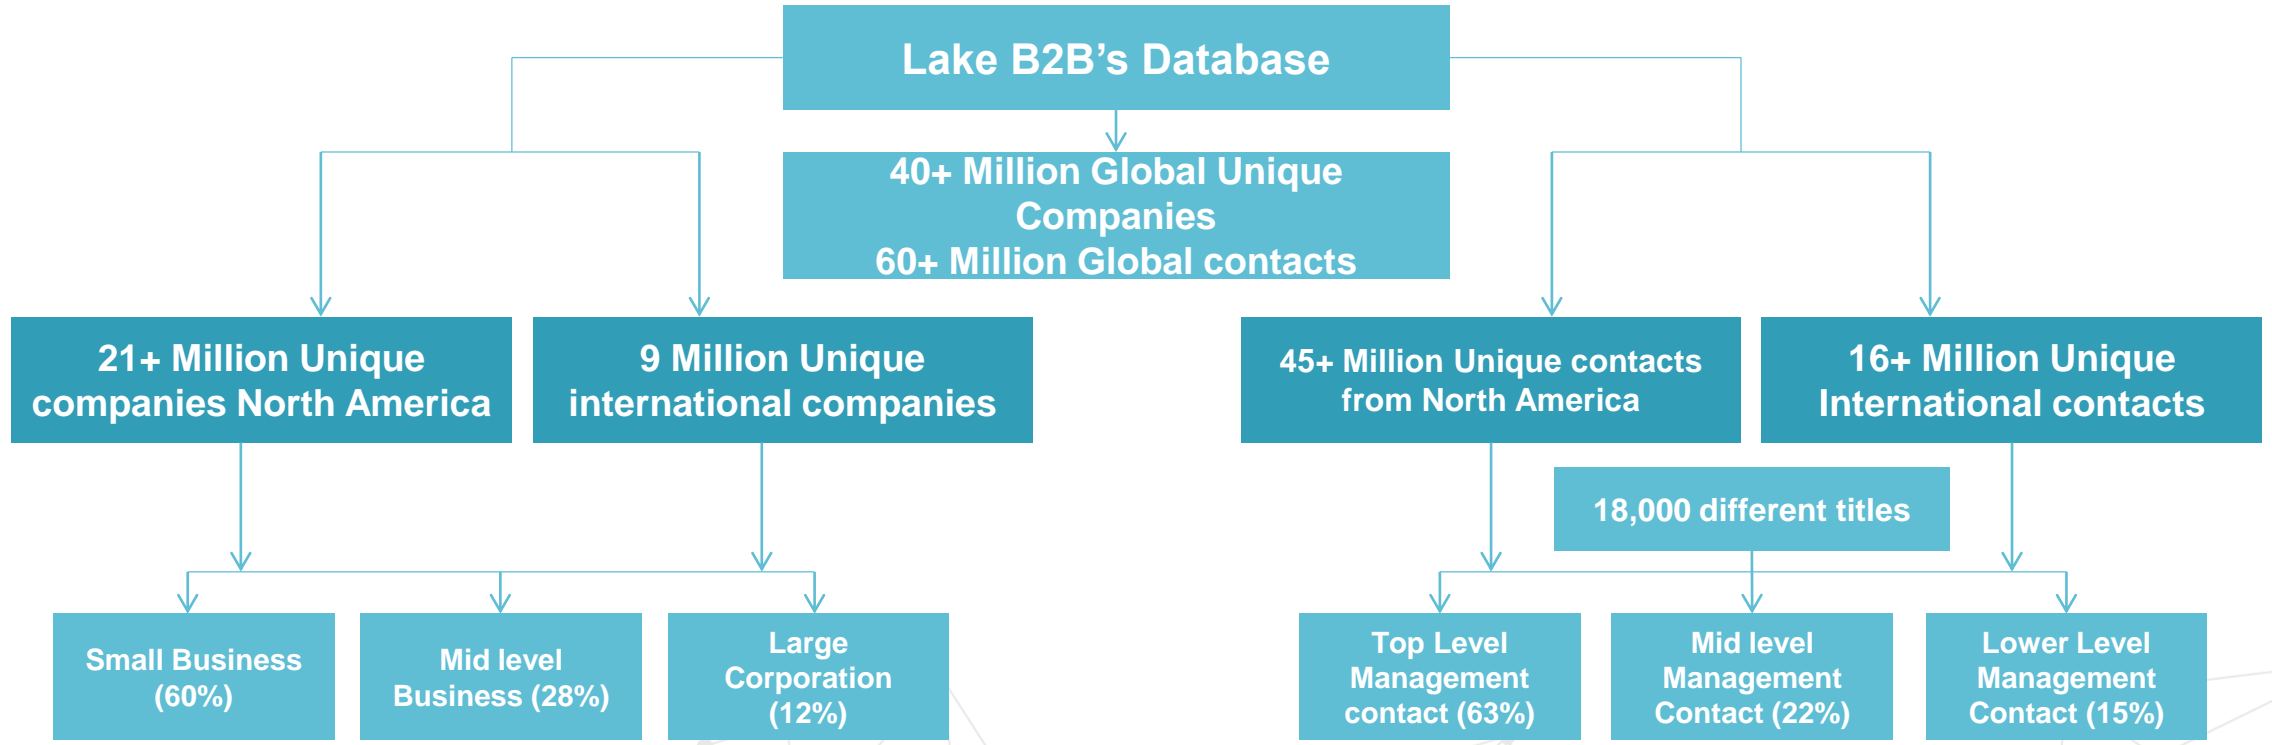 Lake B2B’s Database
40+ Million Global Unique
Companies
60+ Million Global contacts
21+ Million Unique
companies North America
9 Million Unique
international companies
45+ Million Unique contacts
from North America
16+ Million Unique
International contacts
18,000 different titles
Small Business
(60%)
Mid level
Business (28%)
Large
Corporation
(12%)
Top Level
Management
contact (63%)
Mid level
Management
Contact (22%)
Lower Level
Management
Contact (15%)